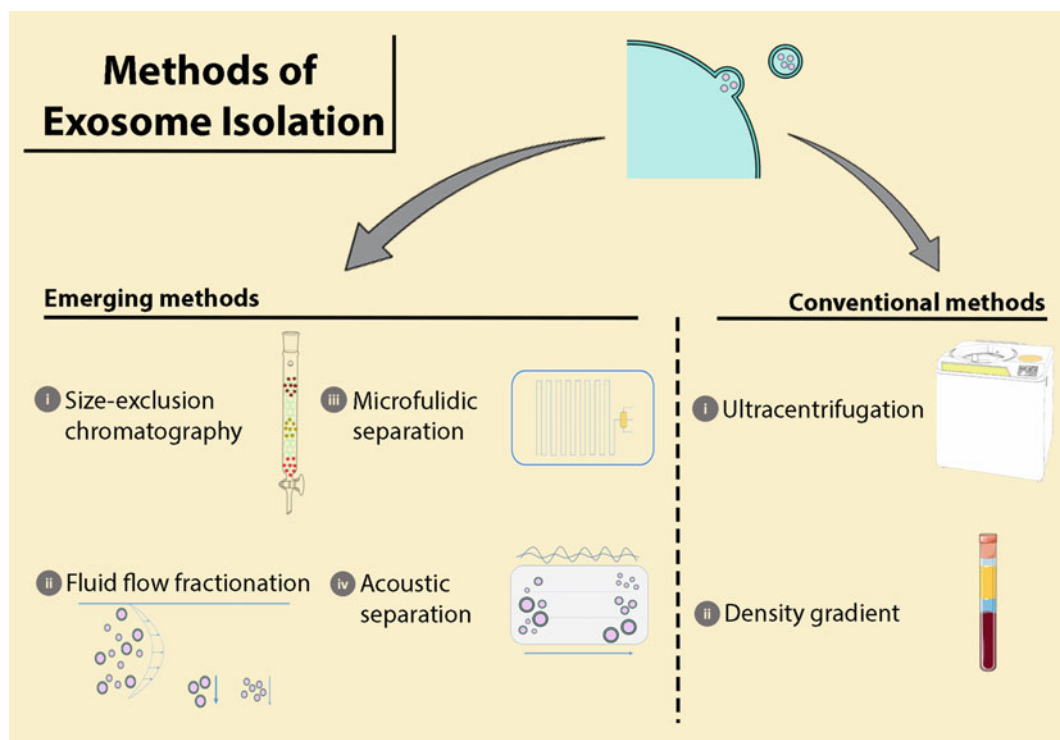 Methods of
Exosome Isolation
Emerging methods
i Size-exclusion
chromatography
iii Microfulidic
separation
ii Fluid flow fractionation
iv Acoustic
separation
Conventional methods
i Ultracentrifugation
ii Density gradient